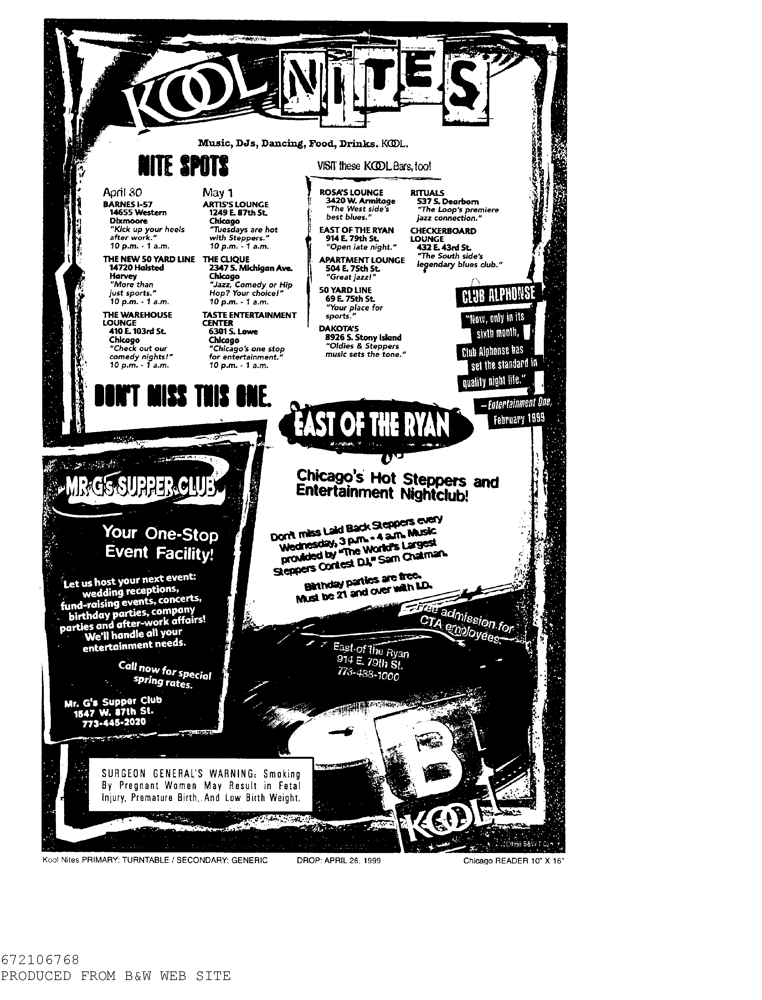 KOOL NITES
Music, DJs, Dancing, Food, Drinks. KOOL.
NITE SPOTS
April 30
BARNES I-57
14655 Western
Dixmoore
"Kick up your heels
after work."
10 p.m. - 1 a.m.
THE NEW 50 YARD LINE
14720 Halsted
Harvey
"More than
just sports."
10 p.m. - 1 a.m.
THE WAREHOUSE
LOUNGE
410 E. 103rd St.
Chicago
"Check out our
comedy nights!"
10 p.m. - 1 a.m.
May 1
ARTIS'S LOUNGE
1249 E. 87th St.
Chicago
"Tuesdays are hot
with Steppers."
10 p.m. - 1 a.m.
THE CLIQUE
2347 S. Michigan Ave.
Chicago
"Jazz, Comedy or Hip
Hop? Your choice!"
10 p.m. - 1 a.m.
TASTE ENTERTAINMENT
CENTER
6301 S. Lowe
Chicago
"Chicago's one stop
for entertainment."
10 p.m. - 1 a.m.
VISIT these KOOL Bars, too!
ROSA'S LOUNGE
3420 W. Armitage
"The West side's
best blues."
EAST OF THE RYAN
914 E. 79th St.
"Open late night."
APARTMENT LOUNGE
504 E. 75th St.
"Great jazz!"
50 YARD LINE
69 E. 75th St.
"Your place for
sports."
DAKOTA'S
8926 S. Stony Island
"Oldies & Steppers
music sets the tone."
RITUALS
537 S. Dearborn
"The Loop's premiere
jazz connection."
CHECKERBOARD
LOUNGE
432 E. 43rd St.
"The South side's
legendary blues club."
CLUB ALPHONSE
"Now, only in its
sixth month,
Club Alphonse has
set the standard in
quality night life."
—Entertainment One,
February 1999
DON'T MISS THIS ONE.
EAST OF THE RYAN
Chicago's Hot Steppers and
Entertainment Nightclub!
Don't miss Laid Back Steppers every
Wednesday, 3 p.m. - 4 a.m. Music
provided by "The World's Largest
Steppers Contest DJ," Sam Chatman.
Birthday parties are free.
Must be 21 and over with I.D.
Free admission for
CTA employees.
East of the Ryan
914 E. 79th St.
773-488-1000
MR. G's SUPPER CLUB
Your One-Stop
Event Facility!
Let us host your next event:
wedding receptions,
fund-raising events, concerts,
birthday parties, company
parties and after-work affairs!
We'll handle all your
entertainment needs.
Call now for special
spring rates.
Mr. G's Supper Club
1547 W. 87th St.
773-445-2020
B KOOL
SURGEON GENERAL'S WARNING: Smoking
By Pregnant Women May Result in Fetal
Injury, Premature Birth, And Low Birth Weight.
Kool Nites PRIMARY: TURNTABLE / SECONDARY: GENERIC DROP: APRIL 26, 1999 Chicago READER 10" X 16"
672106768
PRODUCED FROM B&W WEB SITE